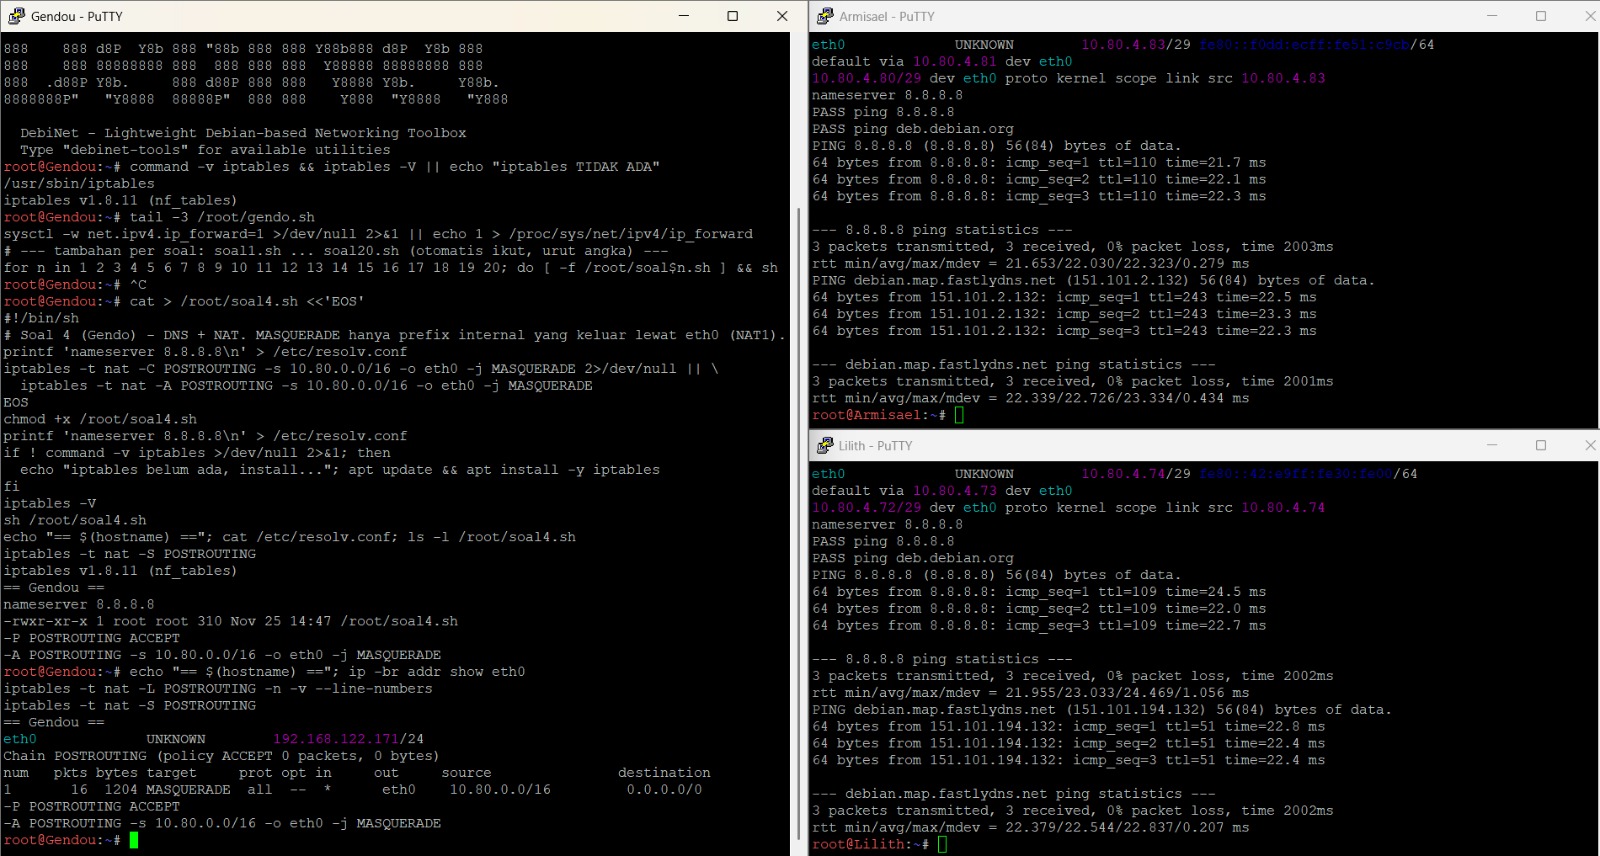 Gendou - PuTTY
888    888 d8P  Y8b 888 "88b 888 888 Y88b888 d8P  Y8b 888
888    888 88888888 888  888 888 888  Y88888 88888888 888
888  .d88P Y8b.     888 d88P 888 888   Y8888 Y8b.     Y88b.
8888888P"   "Y8888  88888P"  888 888    Y888  "Y8888   "Y888
DebiNet - Lightweight Debian-based Networking Toolbox
Type "debinet-tools" for available utilities
root@Gendou:~# command -v iptables && iptables -V || echo "iptables TIDAK ADA"
/usr/sbin/iptables
iptables v1.8.11 (nf_tables)
root@Gendou:~# tail -3 /root/gendo.sh
sysctl -w net.ipv4.ip_forward=1 >/dev/null 2>&1 || echo 1 > /proc/sys/net/ipv4/ip_forward
# --- tambahan per soal: soal1.sh ... soal20.sh (otomatis ikut, urut angka) ---
for n in 1 2 3 4 5 6 7 8 9 10 11 12 13 14 15 16 17 18 19 20; do [ -f /root/soal$n.sh ] && sh
root@Gendou:~# ^C
root@Gendou:~# cat > /root/soal4.sh <<'EOS'
#!/bin/sh
# Soal 4 (Gendo) - DNS + NAT. MASQUERADE hanya prefix internal yang keluar lewat eth0 (NAT1).
printf 'nameserver 8.8.8.8\n' > /etc/resolv.conf
iptables -t nat -C POSTROUTING -s 10.80.0.0/16 -o eth0 -j MASQUERADE 2>/dev/null || \
  iptables -t nat -A POSTROUTING -s 10.80.0.0/16 -o eth0 -j MASQUERADE
EOS
chmod +x /root/soal4.sh
printf 'nameserver 8.8.8.8\n' > /etc/resolv.conf
if ! command -v iptables >/dev/null 2>&1; then
  echo "iptables belum ada, install..."; apt update && apt install -y iptables
fi
iptables -V
sh /root/soal4.sh
echo "== $(hostname) =="; cat /etc/resolv.conf; ls -l /root/soal4.sh
iptables -t nat -S POSTROUTING
iptables v1.8.11 (nf_tables)
== Gendou ==
nameserver 8.8.8.8
-rwxr-xr-x 1 root root 310 Nov 25 14:47 /root/soal4.sh
-P POSTROUTING ACCEPT
-A POSTROUTING -s 10.80.0.0/16 -o eth0 -j MASQUERADE
root@Gendou:~# echo "== $(hostname) =="; ip -br addr show eth0
iptables -t nat -L POSTROUTING -n -v --line-numbers
iptables -t nat -S POSTROUTING
== Gendou ==
eth0             UNKNOWN        192.168.122.171/24
Chain POSTROUTING (policy ACCEPT 0 packets, 0 bytes)
num   pkts bytes target     prot opt in     out     source               destination
1       16  1204 MASQUERADE  all  --  *      eth0    10.80.0.0/16         0.0.0.0/0
-P POSTROUTING ACCEPT
-A POSTROUTING -s 10.80.0.0/16 -o eth0 -j MASQUERADE
root@Gendou:~#
Armisael - PuTTY
eth0             UNKNOWN        10.80.4.83/29 fe80::f0dd:ecff:fe51:c9cb/64
default via 10.80.4.81 dev eth0
10.80.4.80/29 dev eth0 proto kernel scope link src 10.80.4.83
nameserver 8.8.8.8
PASS ping 8.8.8.8
PASS ping deb.debian.org
PING 8.8.8.8 (8.8.8.8) 56(84) bytes of data.
64 bytes from 8.8.8.8: icmp_seq=1 ttl=110 time=21.7 ms
64 bytes from 8.8.8.8: icmp_seq=2 ttl=110 time=22.1 ms
64 bytes from 8.8.8.8: icmp_seq=3 ttl=110 time=22.3 ms
--- 8.8.8.8 ping statistics ---
3 packets transmitted, 3 received, 0% packet loss, time 2003ms
rtt min/avg/max/mdev = 21.653/22.030/22.323/0.279 ms
PING debian.map.fastlydns.net (151.101.2.132) 56(84) bytes of data.
64 bytes from 151.101.2.132: icmp_seq=1 ttl=243 time=22.5 ms
64 bytes from 151.101.2.132: icmp_seq=2 ttl=243 time=23.3 ms
64 bytes from 151.101.2.132: icmp_seq=3 ttl=243 time=22.3 ms
--- debian.map.fastlydns.net ping statistics ---
3 packets transmitted, 3 received, 0% packet loss, time 2001ms
rtt min/avg/max/mdev = 22.339/22.726/23.334/0.434 ms
root@Armisael:~#
Lilith - PuTTY
eth0             UNKNOWN        10.80.4.74/29 fe80::42:e9ff:fe30:fe00/64
default via 10.80.4.73 dev eth0
10.80.4.72/29 dev eth0 proto kernel scope link src 10.80.4.74
nameserver 8.8.8.8
PASS ping 8.8.8.8
PASS ping deb.debian.org
PING 8.8.8.8 (8.8.8.8) 56(84) bytes of data.
64 bytes from 8.8.8.8: icmp_seq=1 ttl=109 time=24.5 ms
64 bytes from 8.8.8.8: icmp_seq=2 ttl=109 time=22.0 ms
64 bytes from 8.8.8.8: icmp_seq=3 ttl=109 time=22.7 ms
--- 8.8.8.8 ping statistics ---
3 packets transmitted, 3 received, 0% packet loss, time 2002ms
rtt min/avg/max/mdev = 21.955/23.033/24.469/1.056 ms
PING debian.map.fastlydns.net (151.101.194.132) 56(84) bytes of data.
64 bytes from 151.101.194.132: icmp_seq=1 ttl=51 time=22.8 ms
64 bytes from 151.101.194.132: icmp_seq=2 ttl=51 time=22.4 ms
64 bytes from 151.101.194.132: icmp_seq=3 ttl=51 time=22.4 ms
--- debian.map.fastlydns.net ping statistics ---
3 packets transmitted, 3 received, 0% packet loss, time 2002ms
rtt min/avg/max/mdev = 22.379/22.544/22.837/0.207 ms
root@Lilith:~#